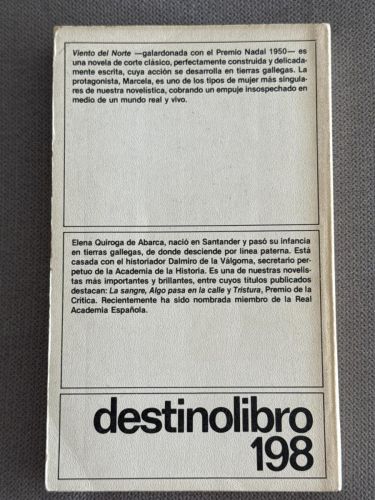 Viento del Norte —galardonada con el Premio Nadal 1950— es
una novela de corte clásico, perfectamente construida y delicada-
mente escrita, cuya acción se desarrolla en tierras gallegas. La
protagonista, Marcela, es uno de los tipos de mujer más singula-
res de nuestra novelística, cobrando un empuje insospechado en
medio de un mundo real y vivo.
Elena Quiroga de Abarca, nació en Santander y pasó su infancia
en tierras gallegas, de donde desciende por línea paterna. Está
casada con el historiador Dalmiro de la Válgoma, secretario per-
petuo de la Academia de la Historia. Es una de nuestras novelis-
tas más importantes y brillantes, entre cuyos títulos publicados
destacan: La sangre, Algo pasa en la calle y Tristura, Premio de la
Crítica. Recientemente ha sido nombrada miembro de la Real
Academia Española.
destinolibro
198